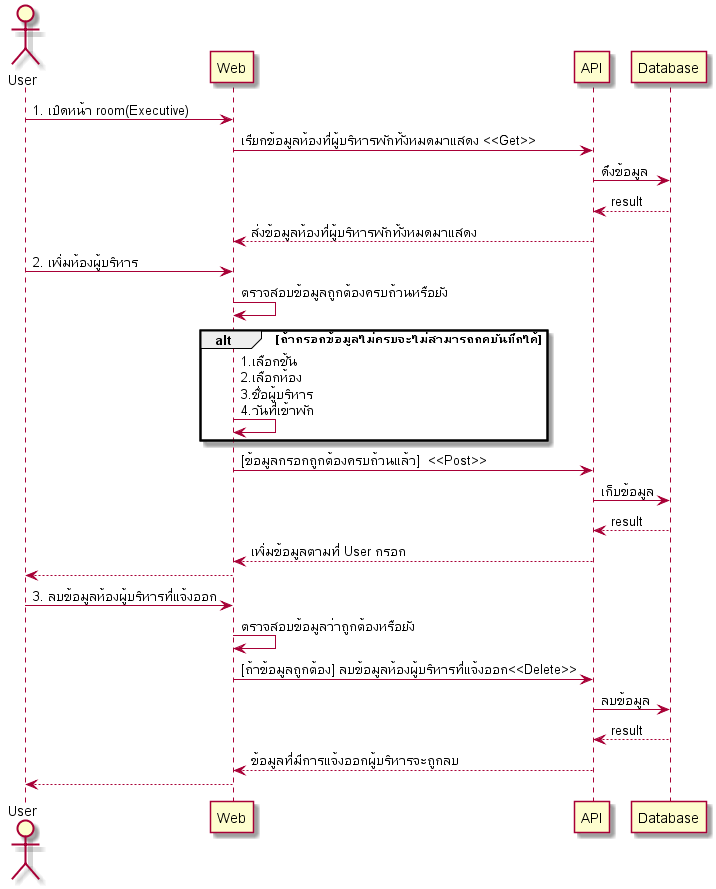 User
Web
API
Database
1. เปิดหน้า room(Executive)
เรียกข้อมูลห้องที่ผู้บริหารพักทั้งหมดมาแสดง <<Get>>
ดึงข้อมูล
result
ส่งข้อมูลห้องที่ผู้บริหารพักทั้งหมดมาแสดง
2. เพิ่มห้องผู้บริหาร
ตรวจสอบข้อมูลถูกต้องครบถ้วนหรือยัง
alt
[ถ้ากรอกข้อมูลไม่ครบจะไม่สามารถกดบันทึกได้]
1.เลือกชั้น
2.เลือกห้อง
3.ชื่อผู้บริหาร
4.วันที่เข้าพัก
[ข้อมูลกรอกถูกต้องครบถ้วนแล้ว] <<Post>>
เก็บข้อมูล
result
เพิ่มข้อมูลตามที่ User กรอก
3. ลบข้อมูลห้องผู้บริหารที่แจ้งออก
ตรวจสอบข้อมูลว่าถูกต้องหรือยัง
[ถ้าข้อมูลถูกต้อง] ลบข้อมูลห้องผู้บริหารที่แจ้งออก<<Delete>>
ลบข้อมูล
result
ข้อมูลที่มีการแจ้งออกผู้บริหารจะถูกลบ
User
Web
API
Database